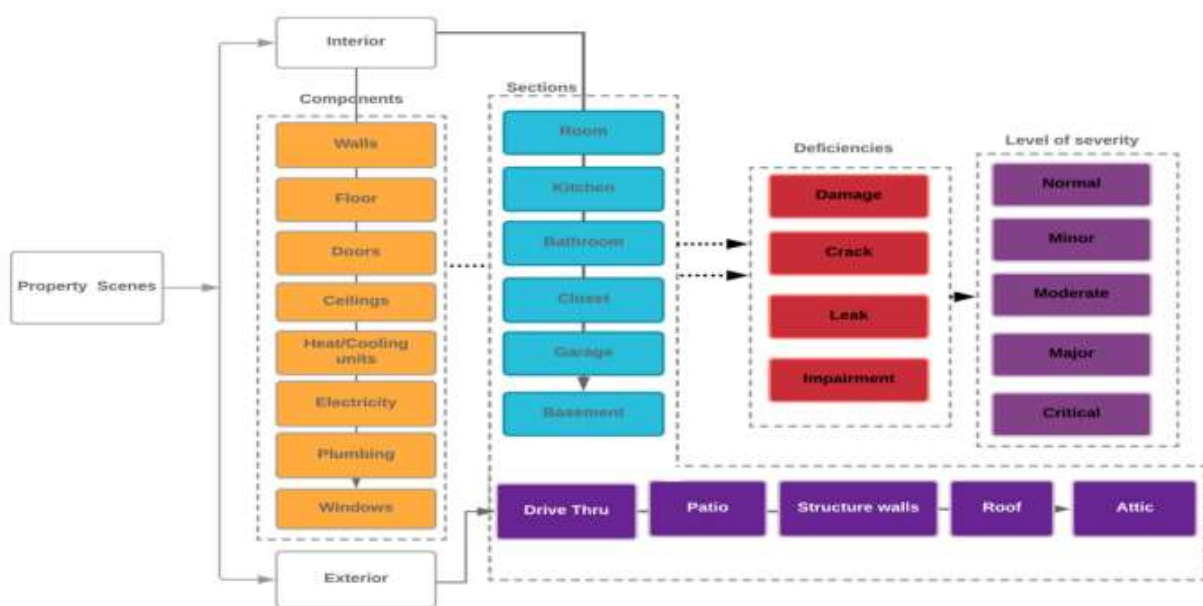 Interior
Components
Sections
Walls
Floor
Doors
Ceilings
Heat/Cooling
units
Electricity
Plumbing
Windows
Room
Kitchen
Bathroom
Closet
Garage
Basement
Deficiencies
Damage
Crack
Leak
Impairment
Level of severity
Normal
Minor
Moderate
Major
Critical
Property Scenes
Drive Thru
Patio
Structure walls
Roof
Attic
Exterior